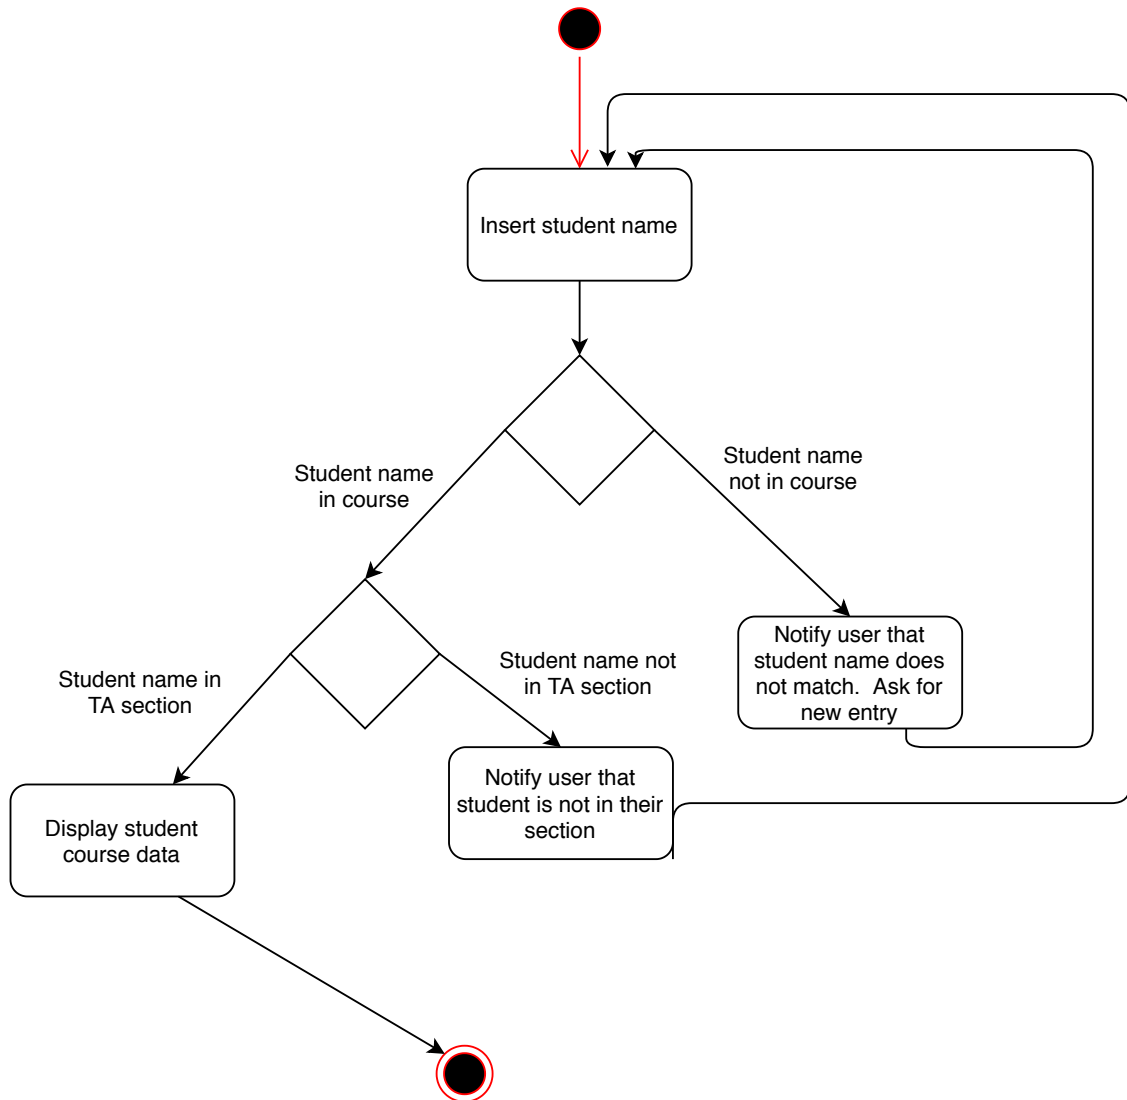 Insert student name
Student name
in course
Student name
not in course
Student name in
TA section
Student name not
in TA section
Notify user that
student name does
not match.  Ask for
new entry
Display student
course data
Notify user that
student is not in their
section